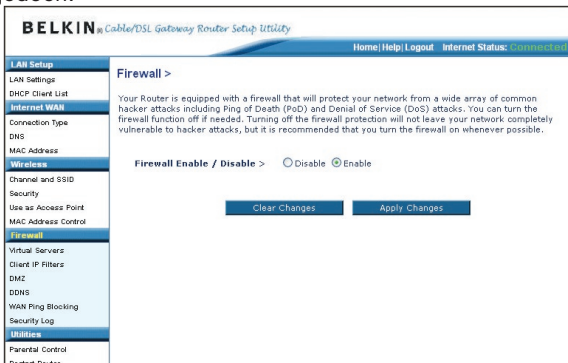 BELKIN® Cable/DSL Gateway Router Setup Utility
Home|Help|Logout Internet Status: Connected
LAN Setup
LAN Settings
DHCP Client List
Internet WAN
Connection Type
DNS
MAC Address
Wireless
Channel and SSID
Security
Use as Access Point
MAC Address Control
Firewall
Virtual Servers
Client IP Filters
DMZ
DDNS
WAN Ping Blocking
Security Log
Utilities
Parental Control
Firewall >
Your Router is equipped with a firewall that will protect your network from a wide array of common
hacker attacks including Ping of Death (PoD) and Denial of Service (DoS) attacks. You can turn the
firewall function off if needed. Turning off the firewall protection will not leave your network completely
vulnerable to hacker attacks, but it is recommended that you turn the firewall on whenever possible.
Firewall Enable / Disable > Disable Enable
Clear Changes Apply Changes